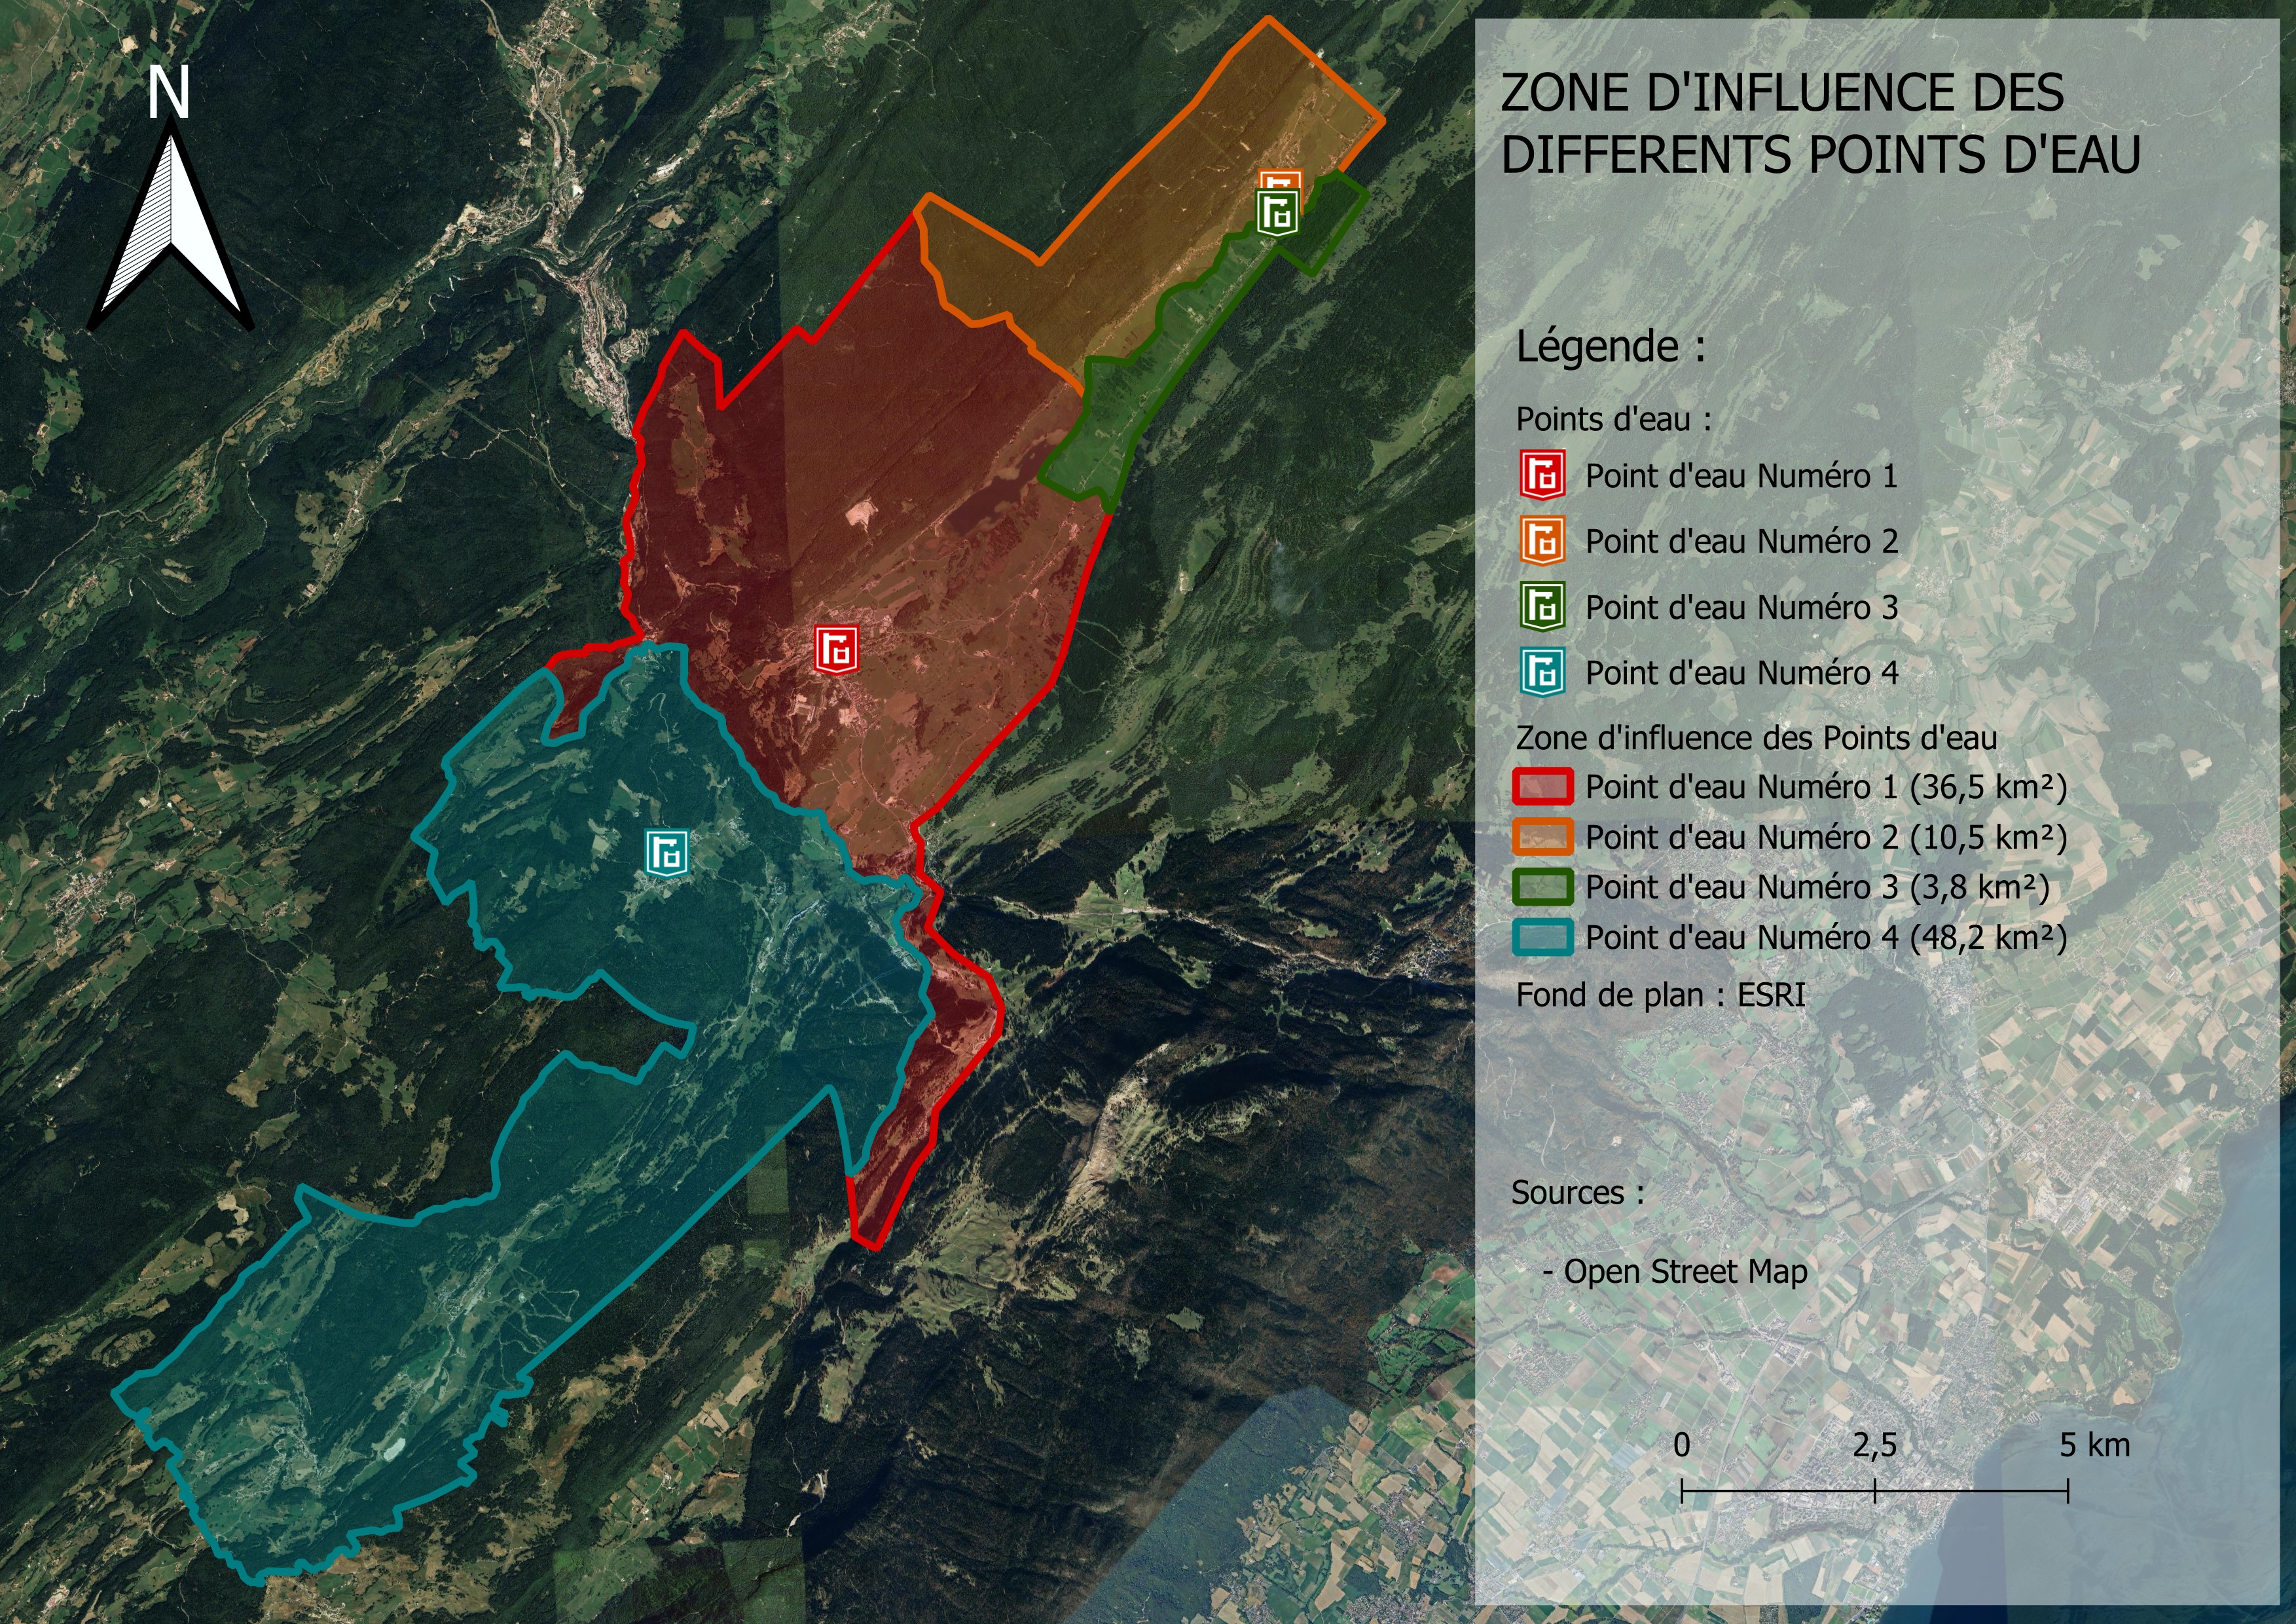 N
ZONE D'INFLUENCE DES
DIFFERENTS POINTS D'EAU
Légende :
Points d'eau :
Point d'eau Numéro 1
Point d'eau Numéro 2
Point d'eau Numéro 3
Point d'eau Numéro 4
Zone d'influence des Points d'eau
Point d'eau Numéro 1 (36,5 km²)
Point d'eau Numéro 2 (10,5 km²)
Point d'eau Numéro 3 (3,8 km²)
Point d'eau Numéro 4 (48,2 km²)
Fond de plan : ESRI
Sources :
- Open Street Map
0 2,5 5 km